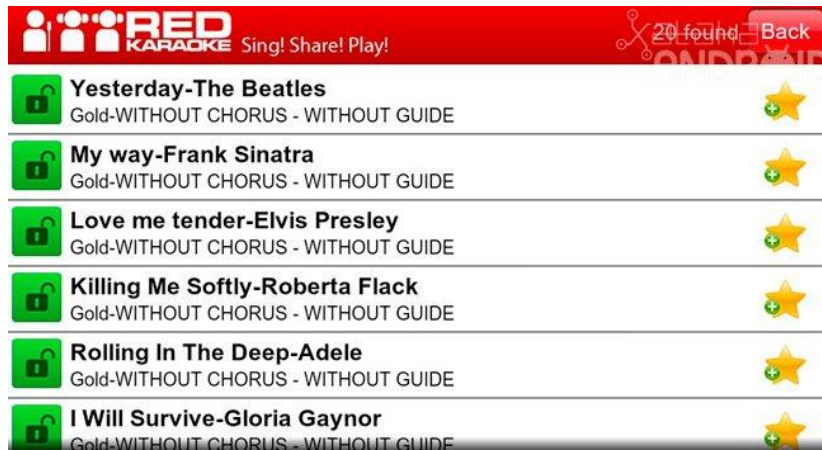 RED
KARAOKE Sing! Share! Play!
20 found
Back
xataka
ANDROID
Yesterday-The Beatles
Gold-WITHOUT CHORUS - WITHOUT GUIDE
My way-Frank Sinatra
Gold-WITHOUT CHORUS - WITHOUT GUIDE
Love me tender-Elvis Presley
Gold-WITHOUT CHORUS - WITHOUT GUIDE
Killing Me Softly-Roberta Flack
Gold-WITHOUT CHORUS - WITHOUT GUIDE
Rolling In The Deep-Adele
Gold-WITHOUT CHORUS - WITHOUT GUIDE
I Will Survive-Gloria Gaynor
Gold-WITHOUT CHORUS - WITHOUT GUIDE